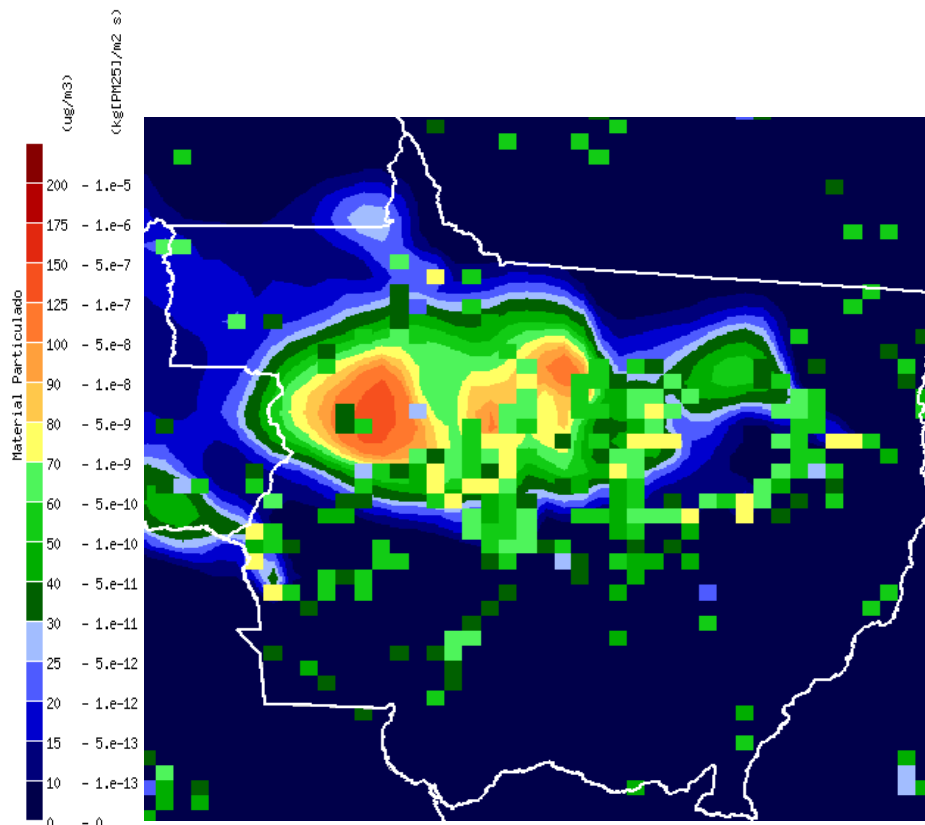 Material Particulado
(ug/m3)
(kg[PM25]/m2 s)
200 - 1.e-5
175 - 1.e-6
150 - 5.e-7
125 - 1.e-7
100 - 5.e-8
90 - 1.e-8
80 - 5.e-9
70 - 1.e-9
60 - 5.e-10
50 - 1.e-10
40 - 5.e-11
30 - 1.e-11
25 - 5.e-12
20 - 1.e-12
15 - 5.e-13
10 - 1.e-13
0 - 0